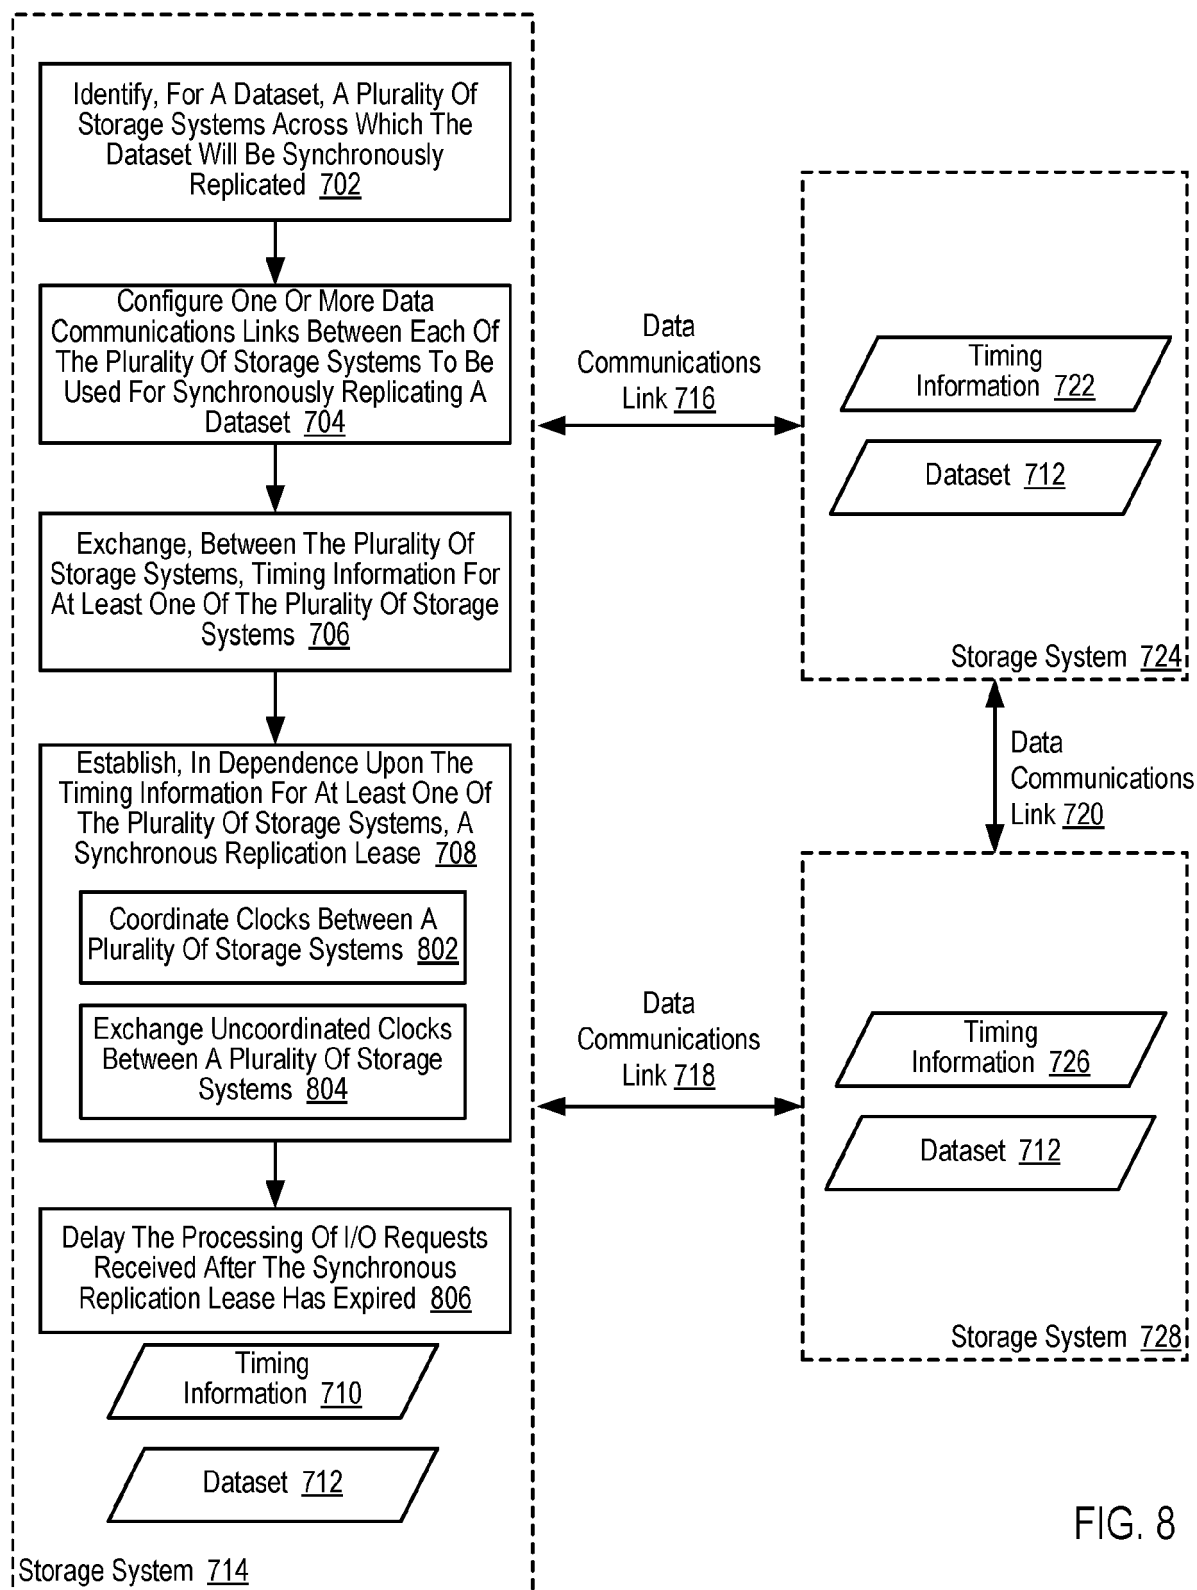 Identify, For A Dataset, A Plurality Of
Storage Systems Across Which The
Dataset Will Be Synchronously
Replicated 702
Configure One Or More Data
Communications Links Between Each Of
The Plurality Of Storage Systems To Be
Used For Synchronously Replicating A
Dataset 704
Exchange, Between The Plurality Of
Storage Systems, Timing Information For
At Least One Of The Plurality Of Storage
Systems 706
Establish, In Dependence Upon The
Timing Information For At Least One Of
The Plurality Of Storage Systems, A
Synchronous Replication Lease 708
Coordinate Clocks Between A
Plurality Of Storage Systems 802
Exchange Uncoordinated Clocks
Between A Plurality Of Storage
Systems 804
Delay The Processing Of I/O Requests
Received After The Synchronous
Replication Lease Has Expired 806
Timing
Information 710
Dataset 712
Storage System 714
Data
Communications
Link 716
Data
Communications
Link 718
Timing
Information 722
Dataset 712
Storage System 724
Data
Communications
Link 720
Timing
Information 726
Dataset 712
Storage System 728
FIG. 8